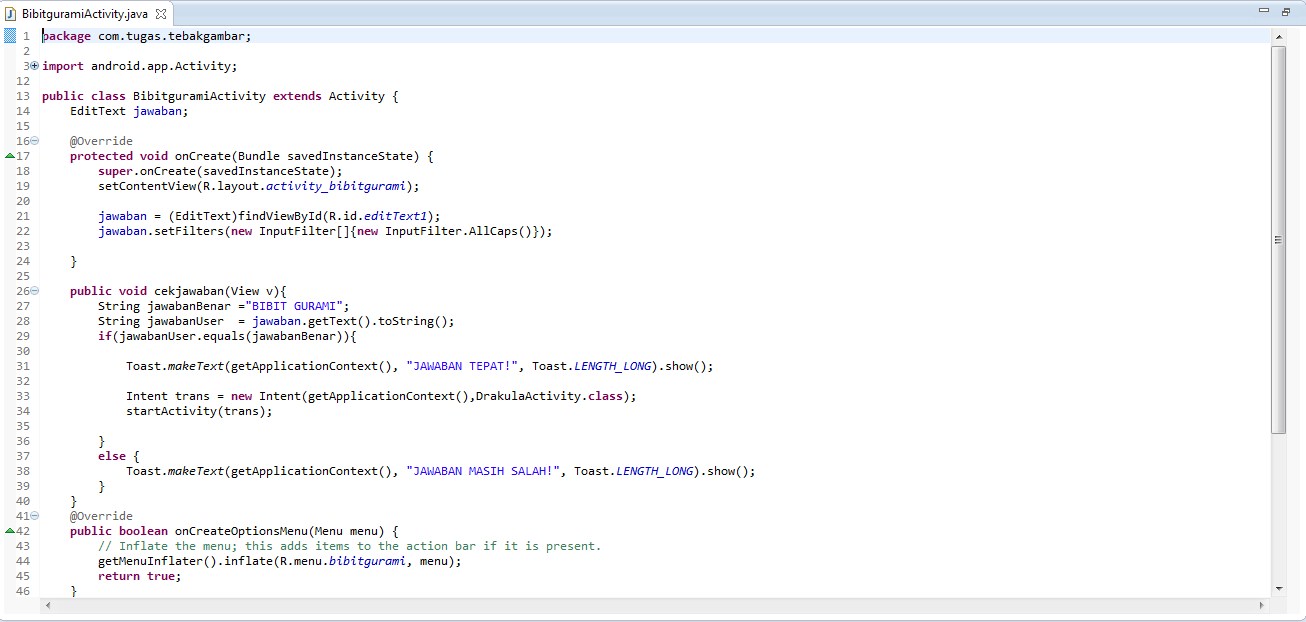 BibitguramiActivity.java
1 package com.tugas.tebakgambar;
2
3 import android.app.Activity;
12
13 public class BibitguramiActivity extends Activity {
14     EditText jawaban;
15
16     @Override
17     protected void onCreate(Bundle savedInstanceState) {
18         super.onCreate(savedInstanceState);
19         setContentView(R.layout.activity_bibitgurami);
20
21         jawaban = (EditText)findViewById(R.id.editText1);
22         jawaban.setFilters(new InputFilter[]{new InputFilter.AllCaps()});
23
24     }
25
26     public void cekjawaban(View v){
27         String jawabanBenar ="BIBIT GURAMI";
28         String jawabanUser  = jawaban.getText().toString();
29         if(jawabanUser.equals(jawabanBenar)){
30
31             Toast.makeText(getApplicationContext(), "JAWABAN TEPAT!", Toast.LENGTH_LONG).show();
32
33             Intent trans = new Intent(getApplicationContext(),DrakulaActivity.class);
34             startActivity(trans);
35
36         }
37         else {
38             Toast.makeText(getApplicationContext(), "JAWABAN MASIH SALAH!", Toast.LENGTH_LONG).show();
39         }
40     }
41     @Override
42     public boolean onCreateOptionsMenu(Menu menu) {
43         // Inflate the menu; this adds items to the action bar if it is present.
44         getMenuInflater().inflate(R.menu.bibitgurami, menu);
45         return true;
46     }